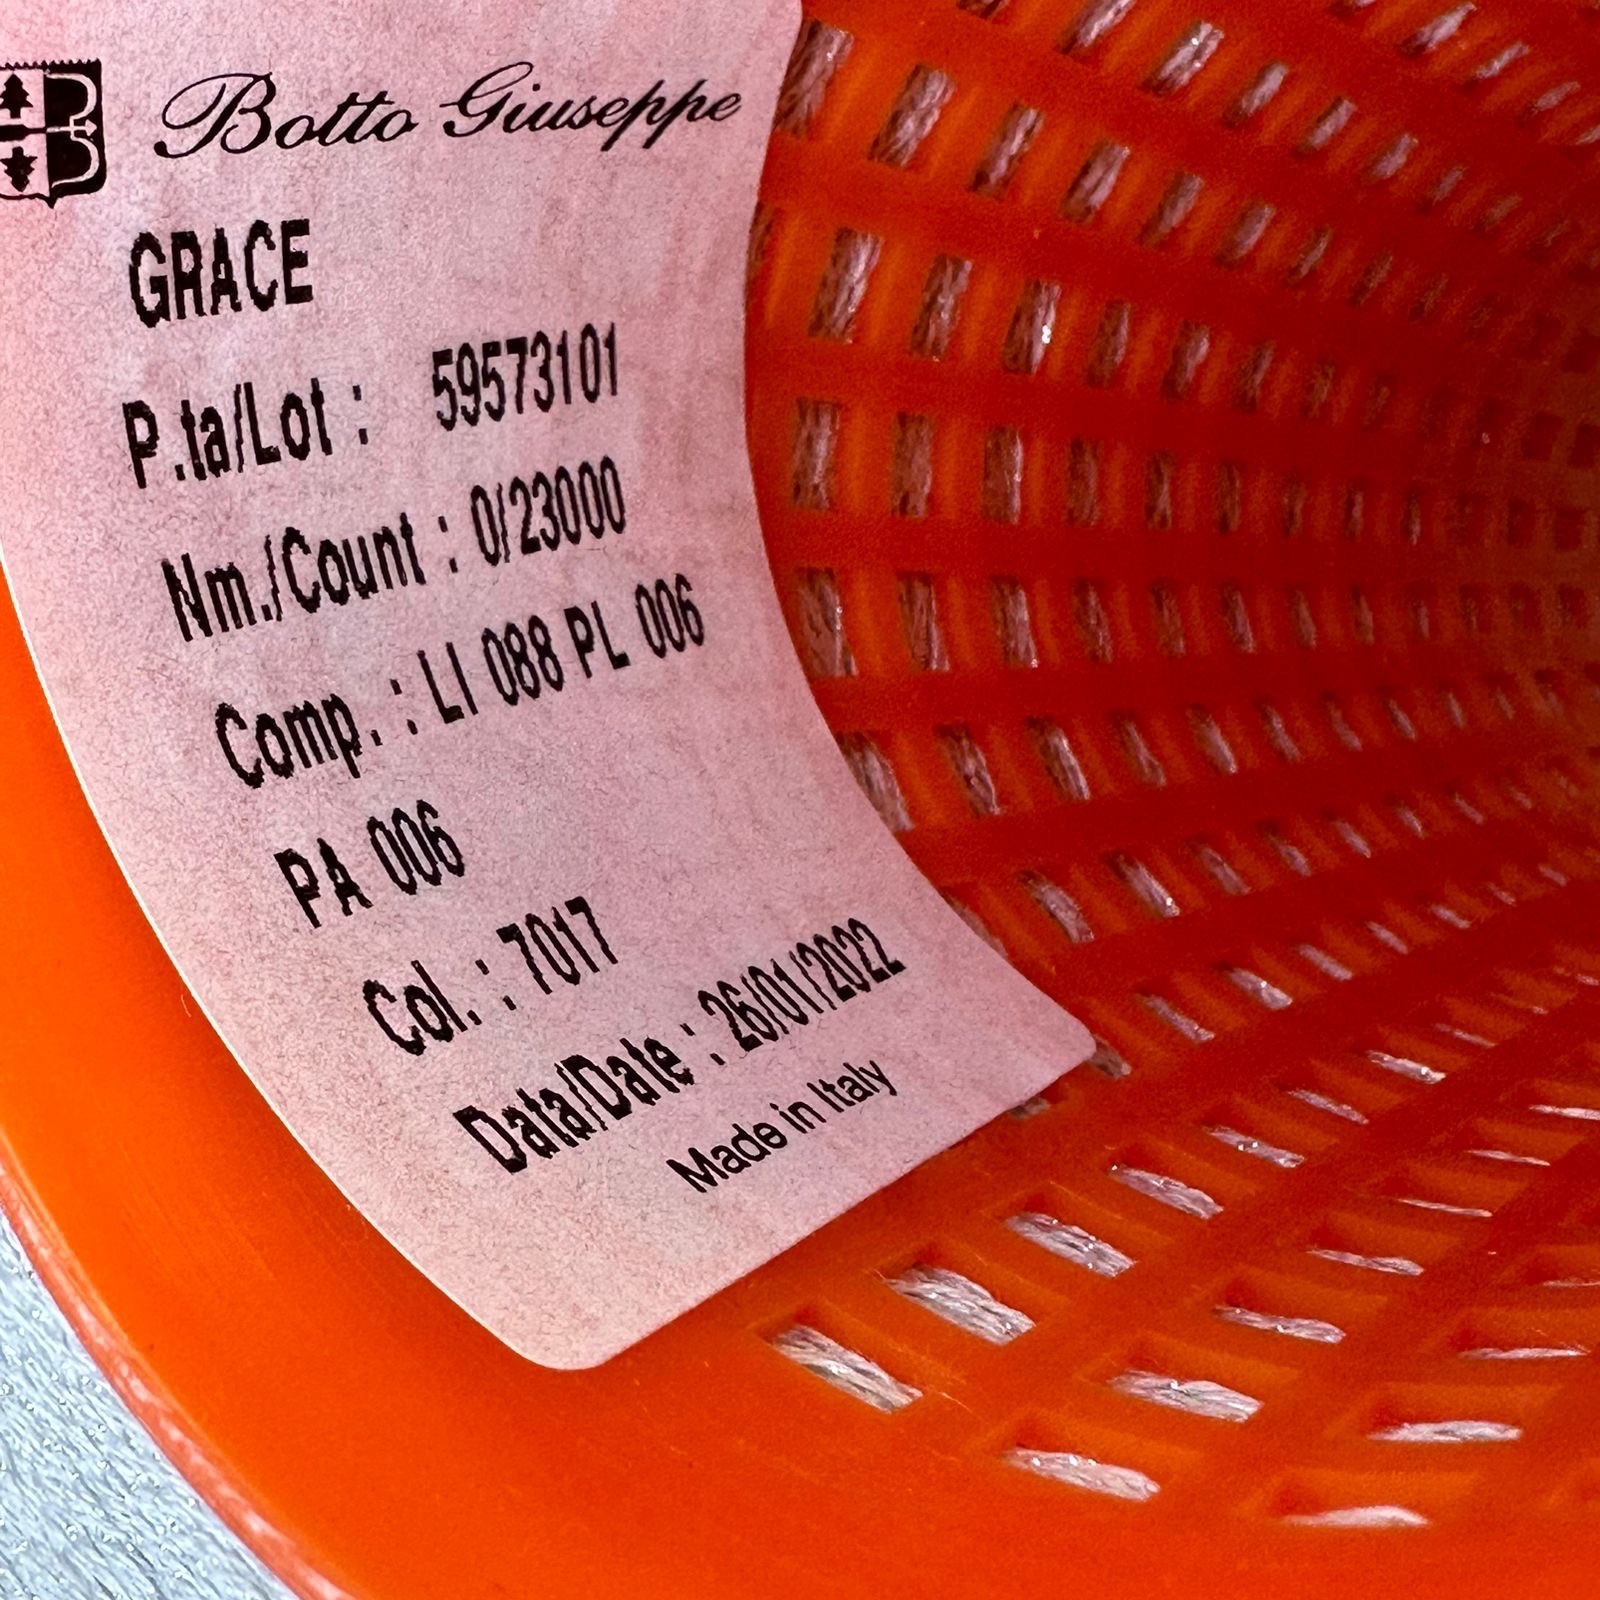 Botto Giuseppe
GRACE
P.ta/Lot : 59573101
Nm./Count : 0/23000
Comp. : LI 088 PL 006
PA 006
Col. : 7017
Data/Date : 26/01/2022
Made in Italy